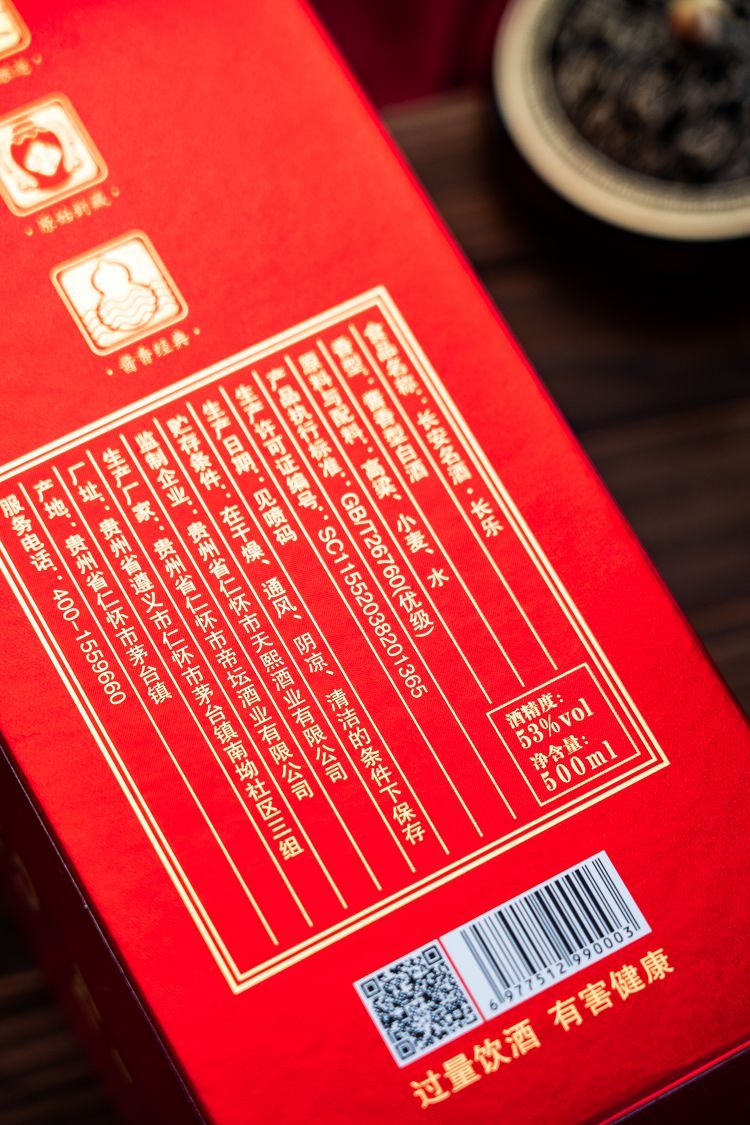 原始封藏
酱香经典
食品名称：长安名酒·长乐
香型：酱香型白酒
原料与配料：高粱、小麦、水
产品执行标准：GB/T26760(优级)
生产许可证编号：SC11552038201365
生产日期：见喷码
贮存条件：在干燥、通风、阴凉、清洁的条件下保存
监制企业：贵州省仁怀市天熙酒业有限公司
生产厂家：贵州省仁怀市帝坛酒业有限公司
厂址：贵州省遵义市仁怀市茅台镇南坳社区三组
产地：贵州省仁怀市茅台镇
服务电话：400-1559660
酒精度：
53%vol
净含量：
500ml
6 977512 990003
过量饮酒 有害健康